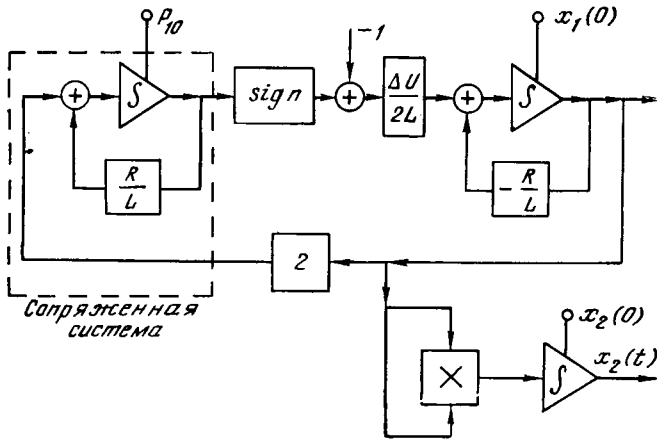 P₁₀
−1
x₁(0)
∫
sign
ΔU
2L
∫
R
L
−R
L
2
Сопряженная
система
x₂(0)
x₂(t)
×
∫